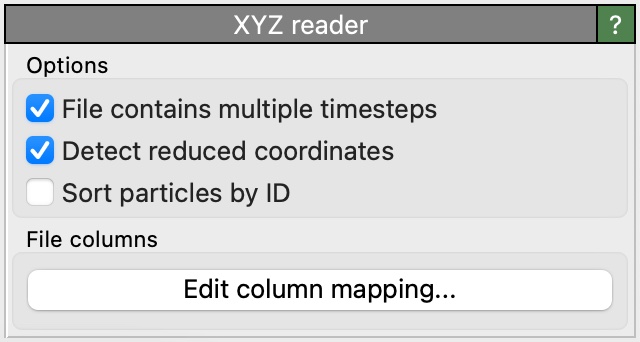 XYZ reader ?
Options
File contains multiple timesteps
Detect reduced coordinates
Sort particles by ID
File columns
Edit column mapping...